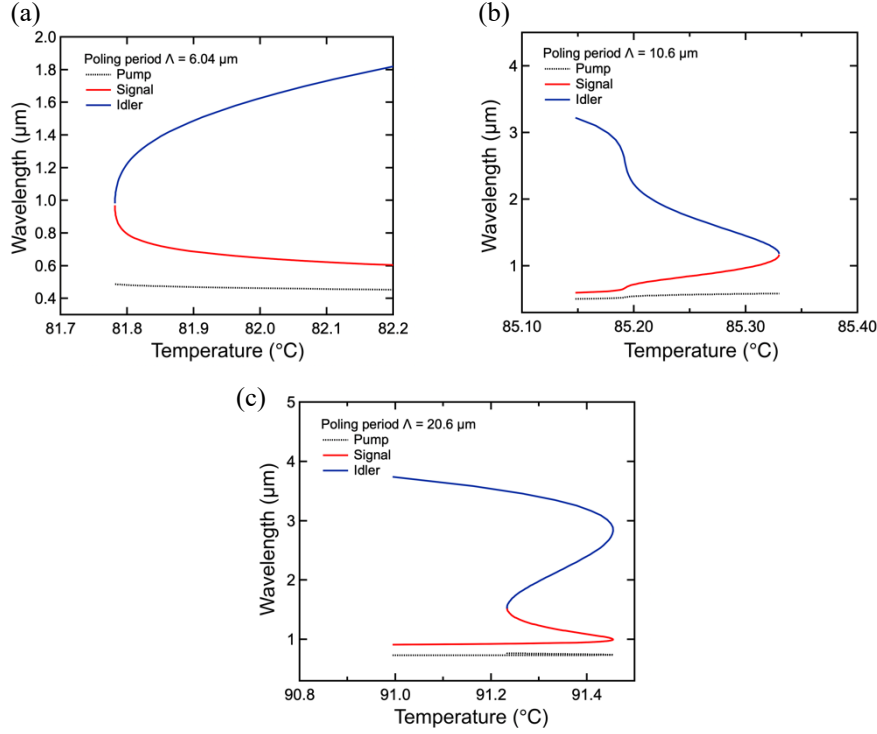 (a)
2.0
1.8
1.6
1.4
1.2
1.0
0.8
0.6
0.4
Wavelength (µm)
Poling period Λ = 6.04 µm
Pump
Signal
Idler
81.7 81.8 81.9 82.0 82.1 82.2
Temperature (°C)
(b)
4
3
2
1
Wavelength (µm)
Poling period Λ = 10.6 µm
Pump
Signal
Idler
85.10 85.20 85.30 85.40
Temperature (°C)
(c)
5
4
3
2
1
Wavelength (µm)
Poling period Λ = 20.6 µm
Pump
Signal
Idler
90.8 91.0 91.2 91.4
Temperature (°C)